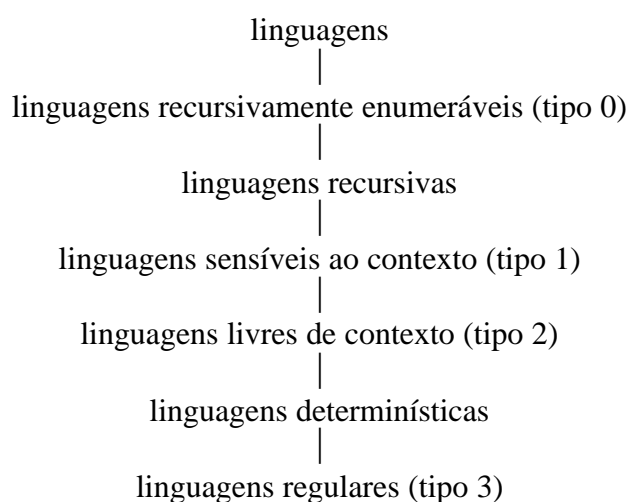 linguagens
linguagens recursivamente enumeráveis (tipo 0)
linguagens recursivas
linguagens sensíveis ao contexto (tipo 1)
linguagens livres de contexto (tipo 2)
linguagens determinísticas
linguagens regulares (tipo 3)